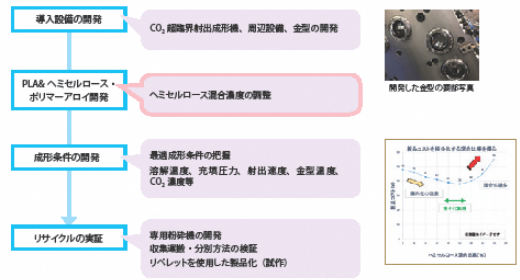 導入設備の開発
CO₂ 超臨界射出成形機、周辺設備、金型の開発
開発した金型の要部写真
PLA& ヘミセルロース・
ポリマーアロイ開発
ヘミセルロース混合濃度の調整
成形条件の開発
最適成形条件の把握
溶解温度、充填圧力、射出速度、金型温度、
CO₂ 濃度等
リサイクルの実証
専用粉砕機の開発
収集運搬・分別方法の検証
リペレットを使用した製品化（試作）